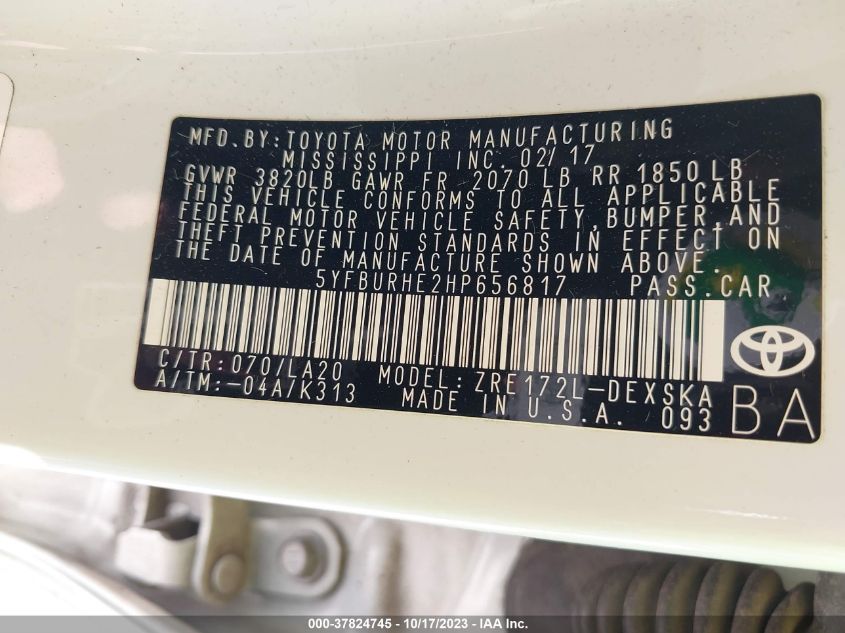 MFD. BY: TOYOTA MOTOR MANUFACTURING
MISSISSIPPI INC. 02/17
GVWR 3820LB GAWR FR 2070 LB RR 1850 LB
THIS VEHICLE CONFORMS TO ALL APPLICABLE
FEDERAL MOTOR VEHICLE SAFETY, BUMPER, AND
THEFT PREVENTION STANDARDS IN EFFECT ON
THE DATE OF MANUFACTURE SHOWN ABOVE.
5YFBURHE2HP656817 PASS. CAR
C/TR: 070/LA20 MODEL: ZRE172L-DEXSKA
A/TM: -04A/K313 MADE IN U.S.A. 093
BA
000-37824745 - 10/17/2023 - IAA Inc.